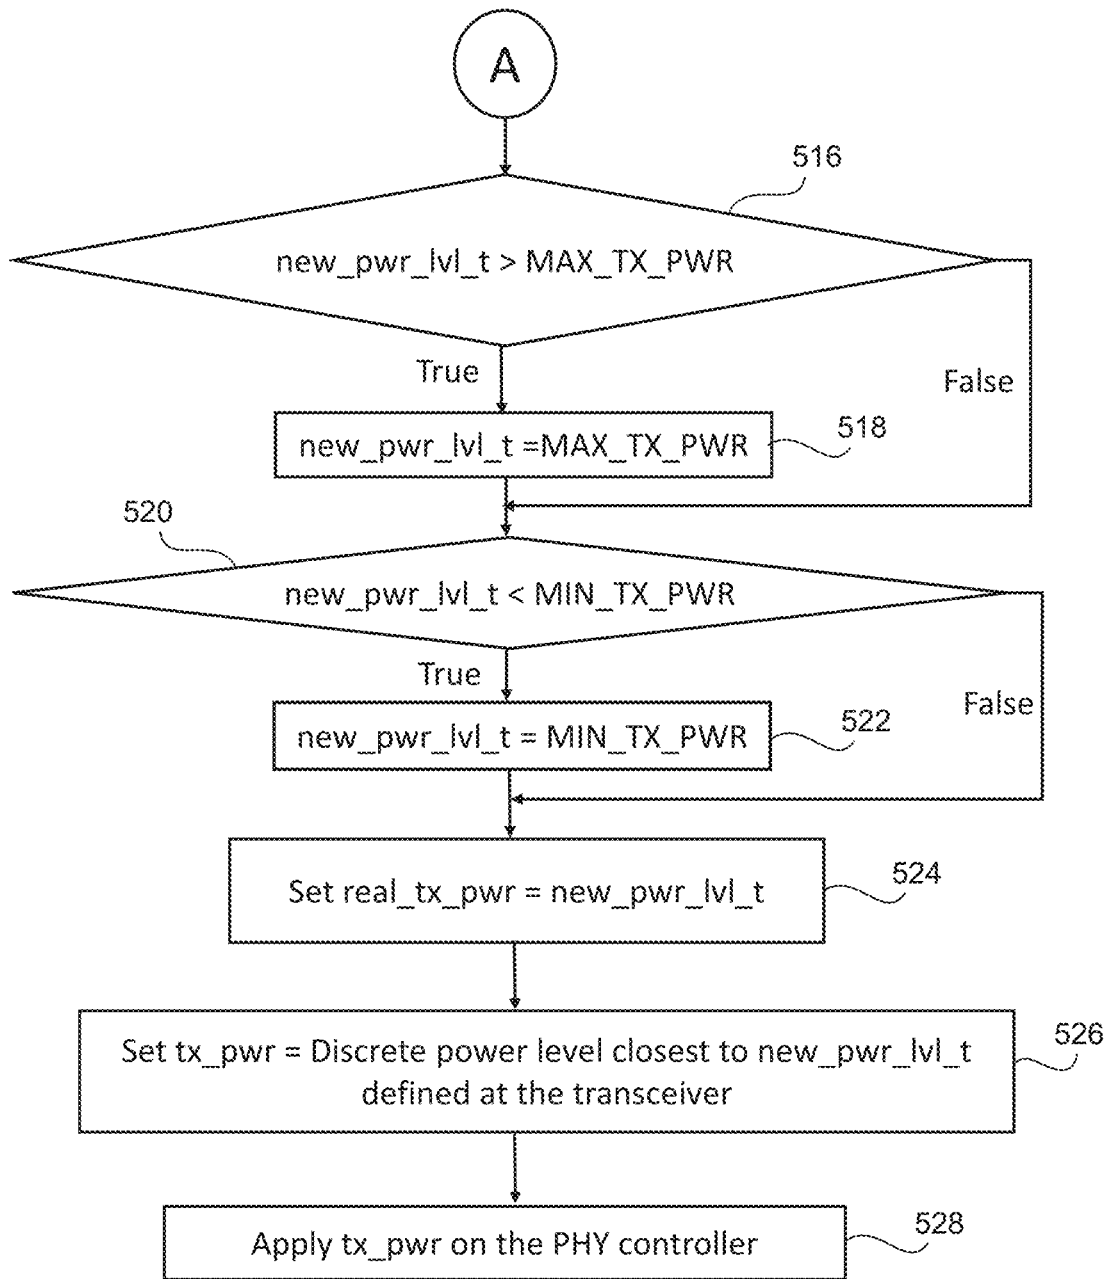 A
516
new_pwr_lvl_t > MAX_TX_PWR
True
False
new_pwr_lvl_t =MAX_TX_PWR
518
520
new_pwr_lvl_t < MIN_TX_PWR
True
False
new_pwr_lvl_t = MIN_TX_PWR
522
Set real_tx_pwr = new_pwr_lvl_t
524
Set tx_pwr = Discrete power level closest to new_pwr_lvl_t
defined at the transceiver
526
Apply tx_pwr on the PHY controller
528